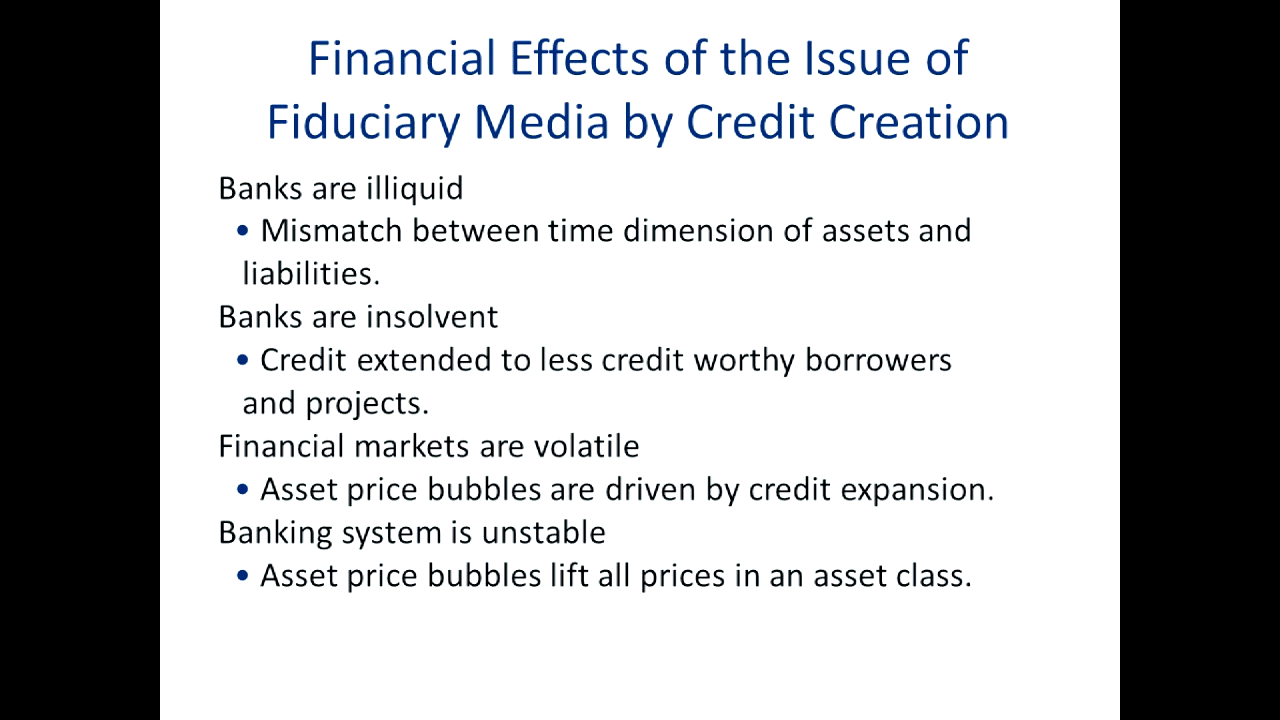 Financial Effects of the Issue of
Fiduciary Media by Credit Creation
Banks are illiquid
• Mismatch between time dimension of assets and
liabilities.
Banks are insolvent
• Credit extended to less credit worthy borrowers
and projects.
Financial markets are volatile
• Asset price bubbles are driven by credit expansion.
Banking system is unstable
• Asset price bubbles lift all prices in an asset class.